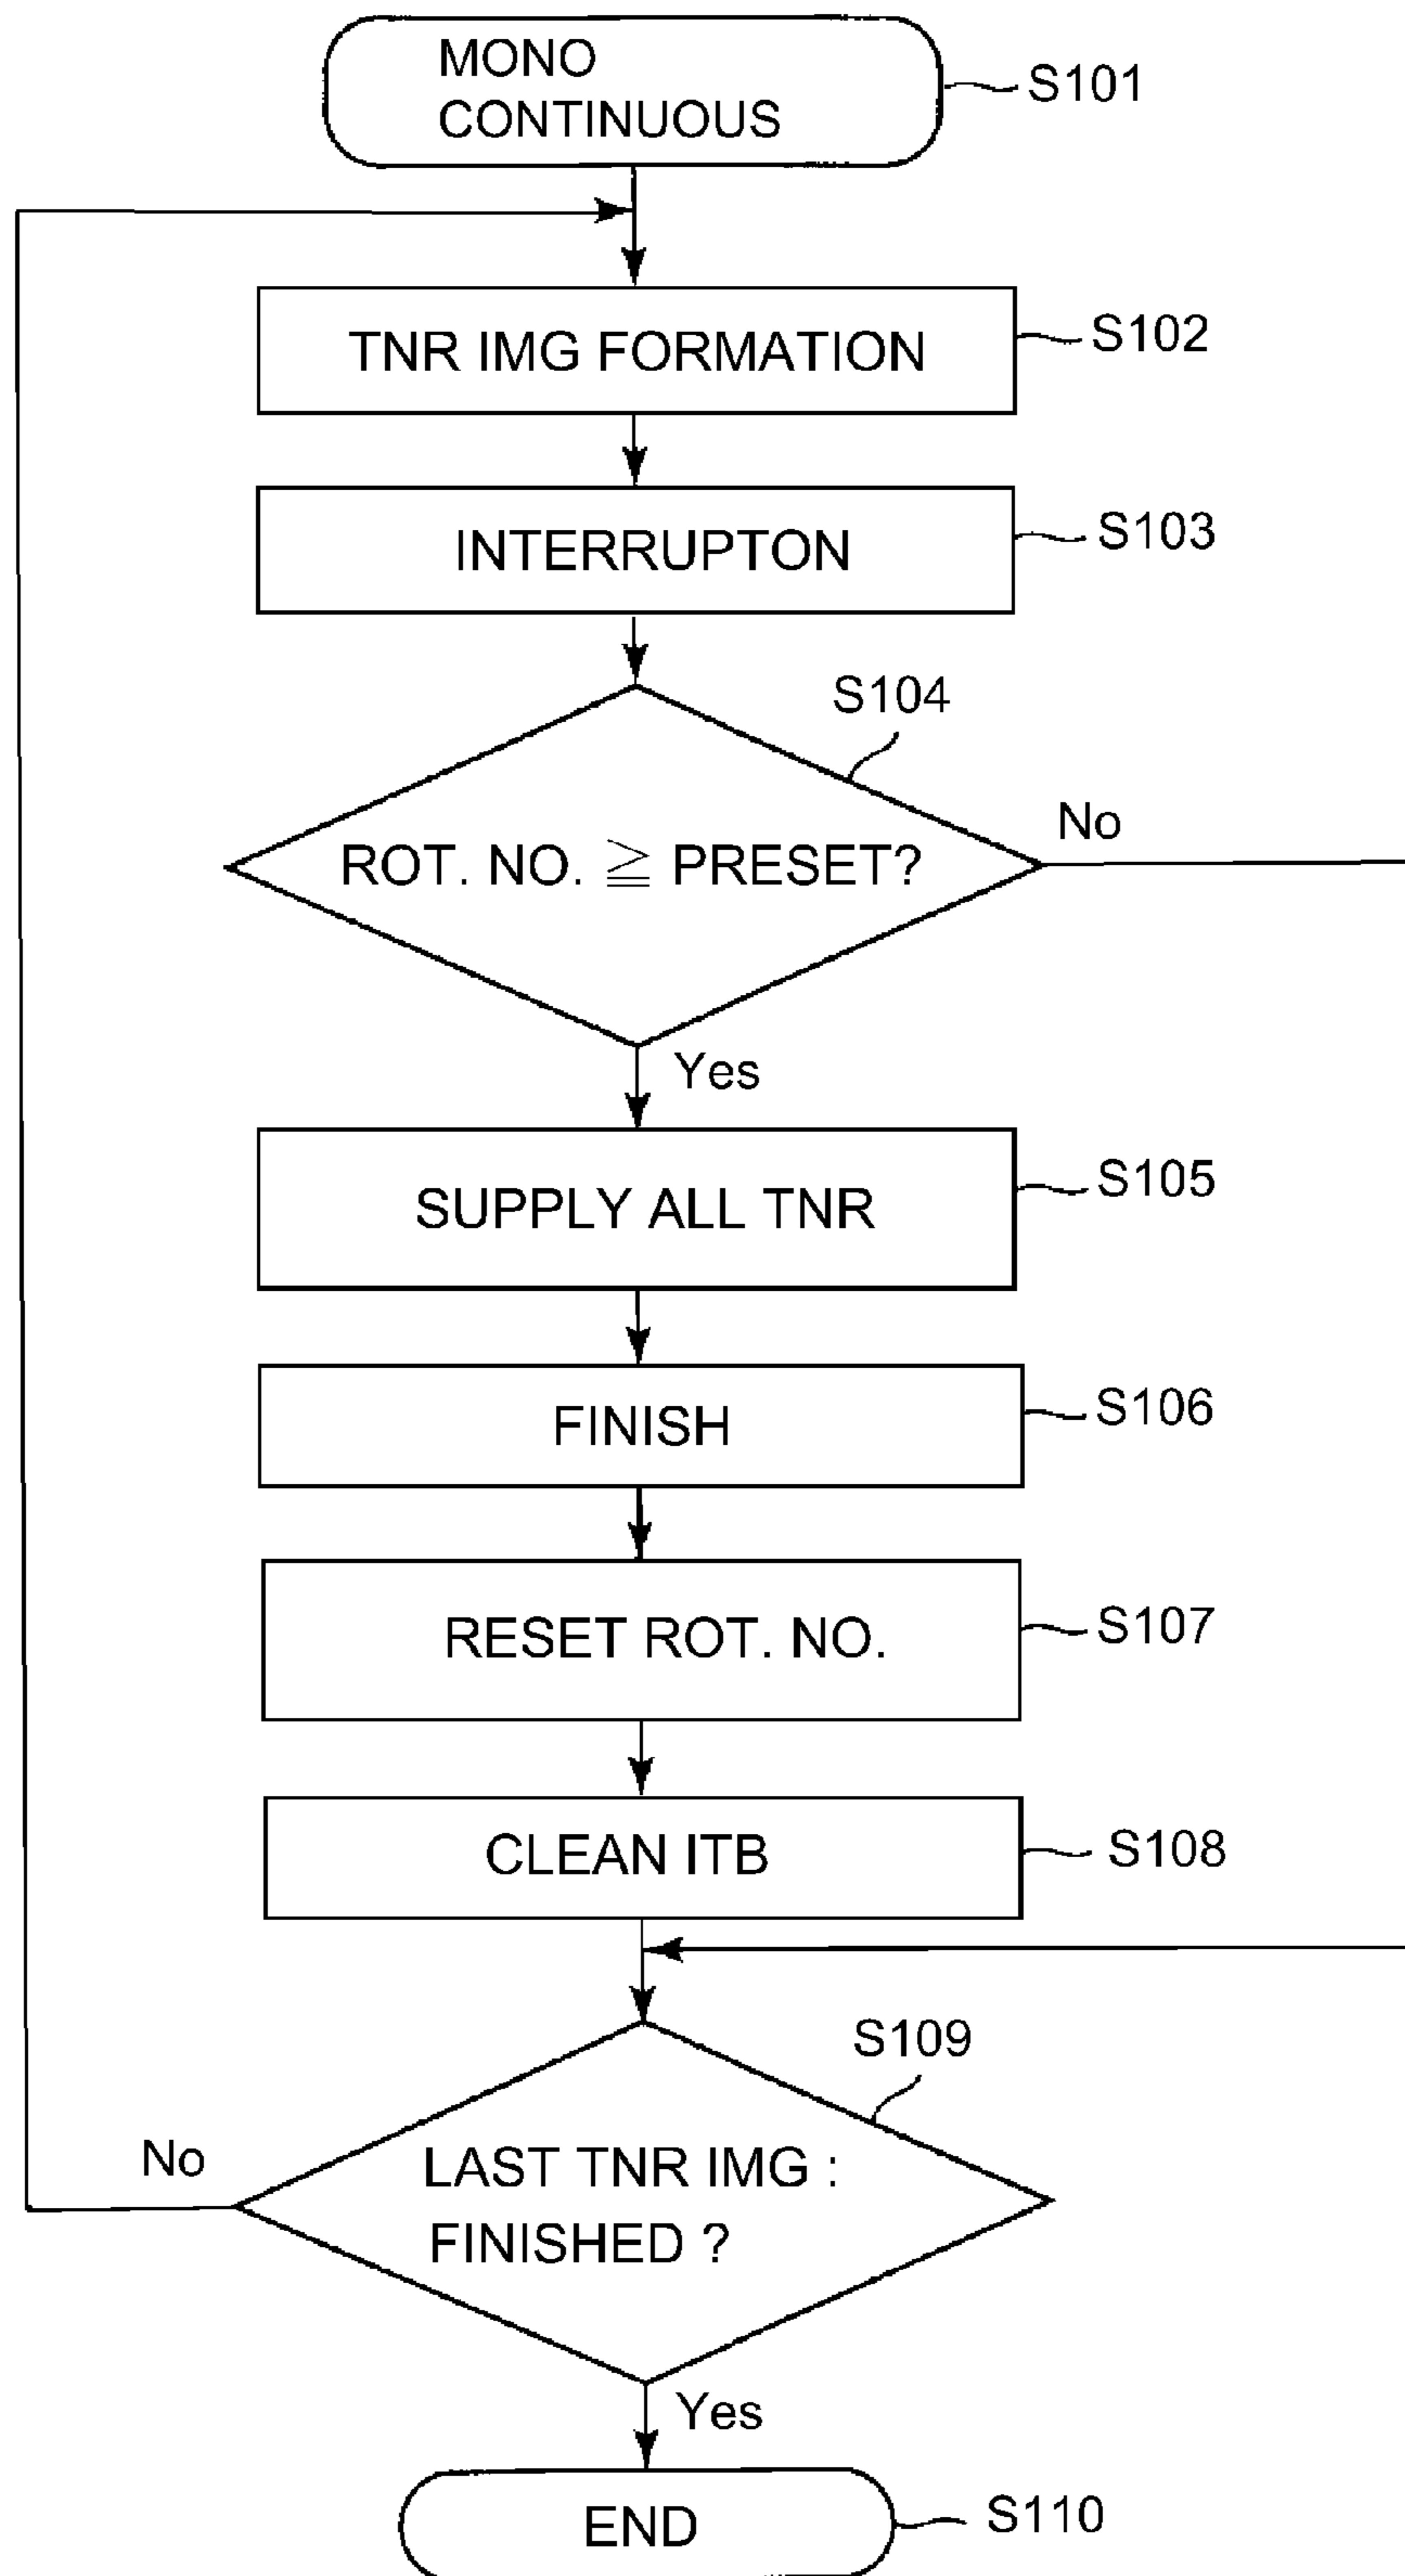 MONO
CONTINUOUS
S101
TNR IMG FORMATION
S102
INTERRUPTON
S103
S104
ROT. NO. ≧ PRESET?
No
Yes
SUPPLY ALL TNR
S105
FINISH
S106
RESET ROT. NO.
S107
CLEAN ITB
S108
S109
LAST TNR IMG :
FINISHED ?
No
Yes
END
S110